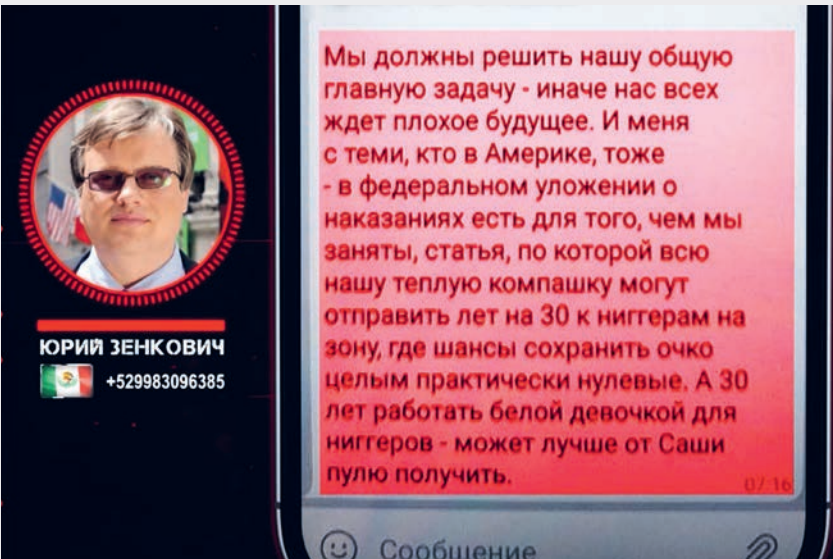 ЮРИЙ ЗЕНКОВИЧ
+529983096385
Мы должны решить нашу общую
главную задачу - иначе нас всех
ждет плохое будущее. И меня
с теми, кто в Америке, тоже
- в федеральном уложении о
наказаниях есть для того, чем мы
заняты, статья, по которой всю
нашу теплую компашку могут
отправить лет на 30 к ниггерам на
зону, где шансы сохранить очко
целым практически нулевые. А 30
лет работать белой девочкой для
ниггеров - может лучше от Саши
пулю получить.
07:16
Сообщение